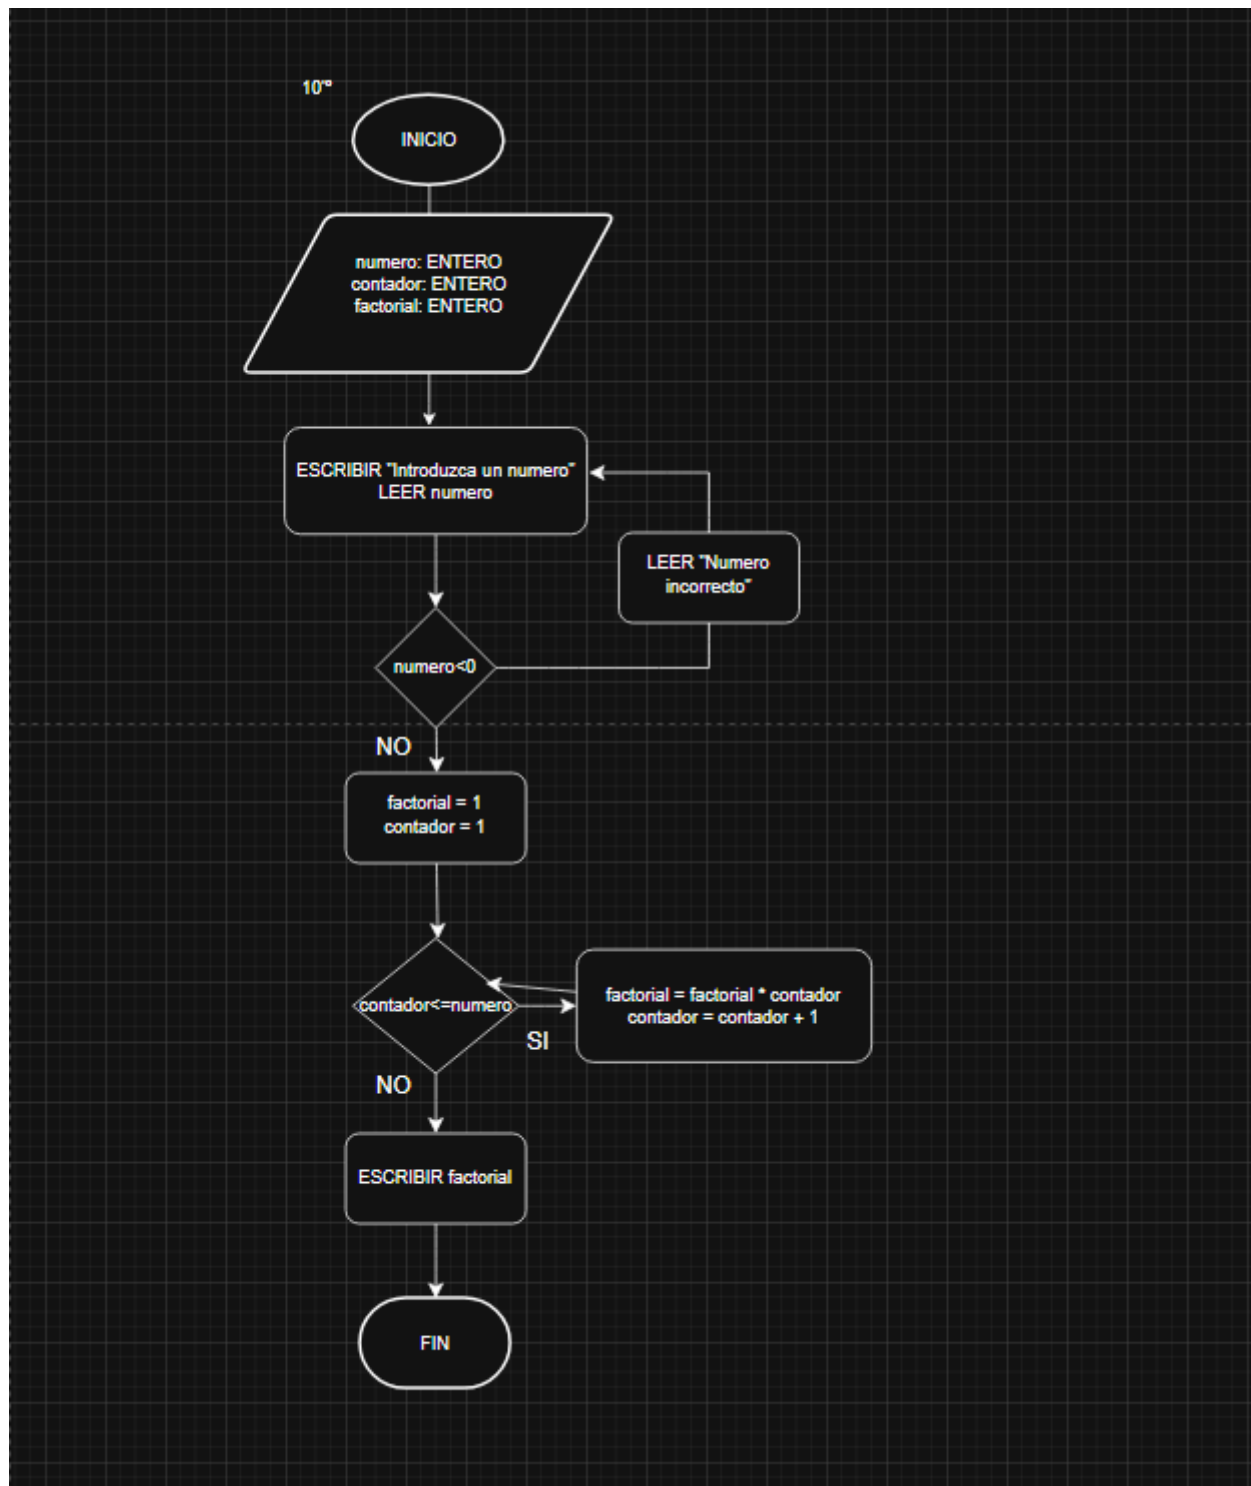 10º
INICIO
numero: ENTERO
contador: ENTERO
factorial: ENTERO
ESCRIBIR "Introduzca un numero"
LEER numero
LEER "Numero
incorrecto"
numero<0
NO
factorial = 1
contador = 1
contador<=numero
factorial = factorial * contador
contador = contador + 1
SI
NO
ESCRIBIR factorial
FIN